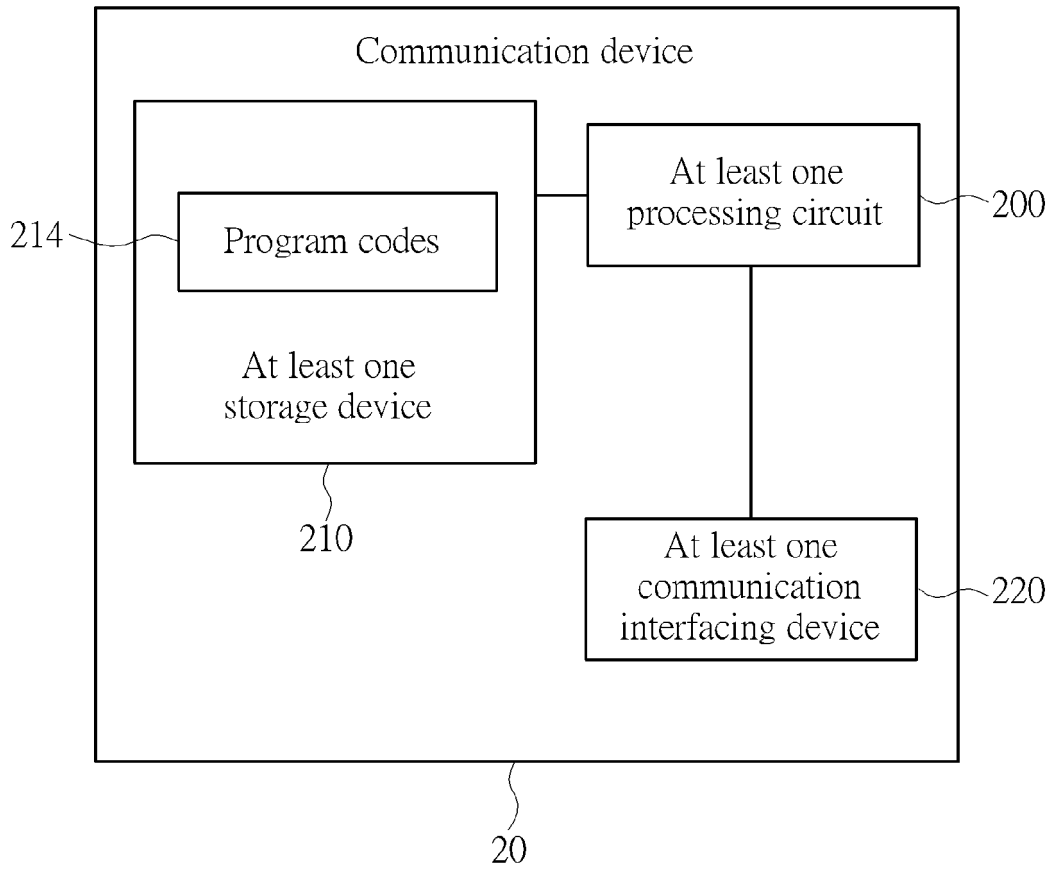 Communication device
At least one
processing circuit
200
214
Program codes
At least one
storage device
210
At least one
communication
interfacing device
220
20